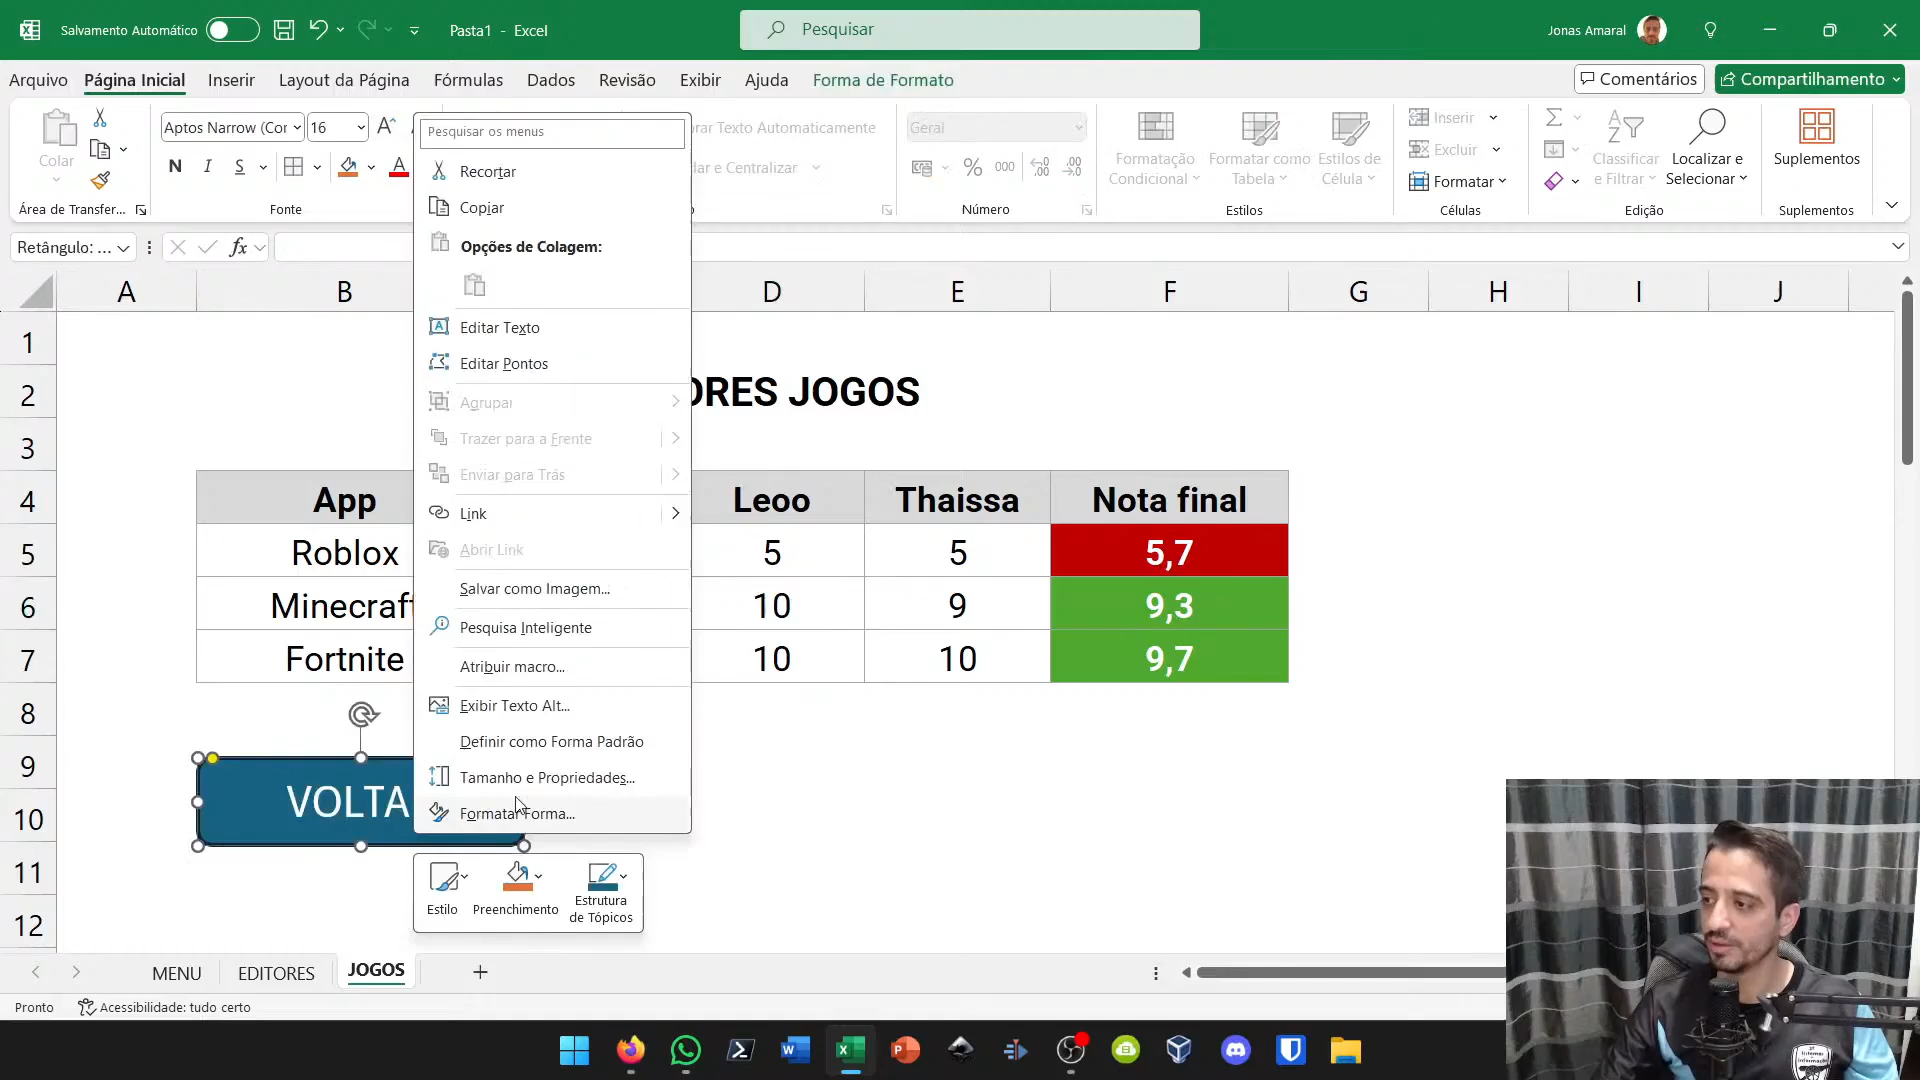 Salvamento Automático
Pasta1 - Excel
Pesquisar
Jonas Amaral
Arquivo Página Inicial Inserir Layout da Página Fórmulas Dados Revisão Exibir Ajuda Forma de Formato
Comentários Compartilhamento
Colar
Área de Transfer...
Aptos Narrow (Cor 16
N I S
Fonte
Pesquisar os menus
Recortar
Copiar
Opções de Colagem:
Editar Texto
Editar Pontos
Agrupar
Trazer para a Frente
Enviar para Trás
Link
Abrir Link
Salvar como Imagem...
Pesquisa Inteligente
Atribuir macro...
Exibir Texto Alt...
Definir como Forma Padrão
Tamanho e Propriedades...
Formatar Forma...
Estilo Preenchimento Estrutura
de Tópicos
Texto Automaticamente
e Centralizar
Geral
% 000
Número
Formatação
Condicional
Formatar como
Tabela
Estilos de
Célula
Estilos
Inserir
Excluir
Formatar
Células
Classificar
e Filtrar
Localizar e
Selecionar
Edição
Suplementos
Suplementos
Retângulo: ...
fx
A B D E F G H I J
1
2 ORES JOGOS
3
4 App Leoo Thaissa Nota final
5 Roblox 5 5 5,7
6 Minecraft 10 9 9,3
7 Fortnite 10 10 9,7
8
9
10 VOLTA
11
12
MENU EDITORES JOGOS
Pronto Acessibilidade: tudo certo